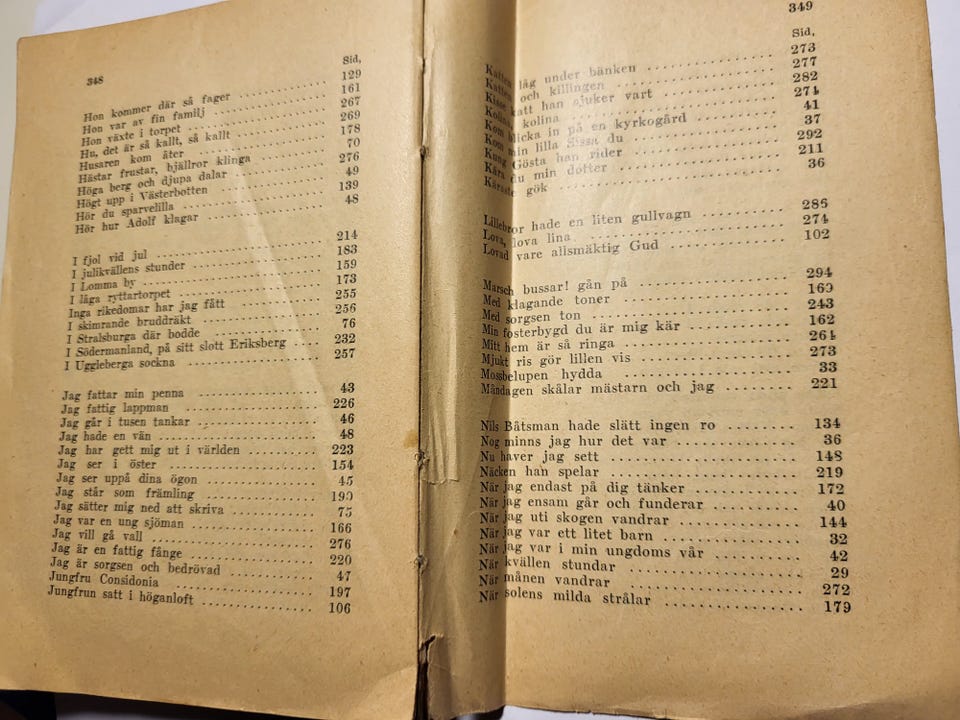 348
Sid,
Hon kommer där så fager 129
Hon var av fin familj 161
Hon växte i torpet 267
Hu, det är så kallt, så kallt 269
Husaren kom åter 178
Hästar frustar, bjällror klinga 70
Höga berg och djupa dalar 276
Högt upp i Västerbotten 49
Hör du sparvelilla 139
Hör hur Adolf klagar 48
I fjol vid jul 214
I julikvällens stunder 183
I Lomma by 159
I låga ryttartorpet 173
Inga rikedomar har jag fått 255
I skimrande bruddräkt 256
I Stralsburga där bodde 76
I Södermanland, på sitt slott Eriksberg 232
I Uggleberga sockna 257
Jag fattar min penna 43
Jag fattig lappman 226
Jag går i tusen tankar 46
Jag hade en vän 48
Jag har gett mig ut i världen 223
Jag ser i öster 154
Jag ser uppå dina ögon 45
Jag står som främling 190
Jag sätter mig ned att skriva 75
Jag var en ung sjöman 166
Jag vill gå vall 276
Jag är en fattig fånge 220
Jag är sorgsen och bedrövad 47
Jungfru Considonia 197
Jungfrun satt i höganloft 106
349
Sid,
Katten låg under bänken 273
Katten och killingen 277
katt han sjuker vart 282
kolina 274
Kom blicka in på en kyrkogård 41
Kom min lilla Sissa du 37
Kung Gösta han rider 292
Kära du min dotter 211
gök 36
Lillebror hade en liten gullvagn 286
Lova, lova lina 274
Lovad vare allsmäktig Gud 102
Marsch bussar! gån på 294
Med klagande toner 169
Med sorgsen ton 243
Min fosterbygd du är mig kär 162
Mitt hem är så ringa 264
Mjukt ris gör lillen vis 273
Mossbelupen hydda 33
Måndagen skålar mästarn och jag 221
Nils Båtsman hade slätt ingen ro 134
Nog minns jag hur det var 36
Nu haver jag sett 148
Näcken han spelar 219
När jag endast på dig tänker 172
När jag ensam går och funderar 40
När jag uti skogen vandrar 144
När jag var ett litet barn 32
När jag var i min ungdoms vår 42
När kvällen stundar 29
När månen vandrar 272
När solens milda strålar 179